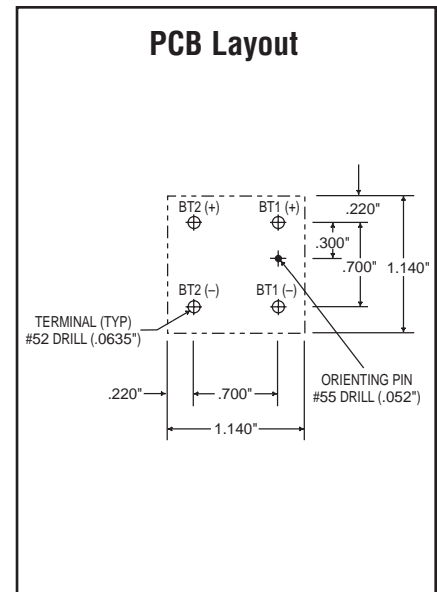 PCB Layout
BT2 (+)
BT1 (+)
.220"
.300"
.700"
1.140"
BT2 (–)
BT1 (–)
TERMINAL (TYP)
#52 DRILL (.0635")
ORIENTING PIN
#55 DRILL (.052")
.220"
.700"
1.140"